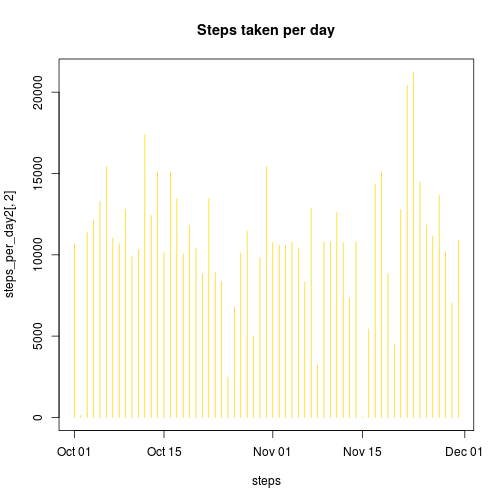 Steps taken per day
steps_per_day2[, 2]
20000
15000
10000
5000
0
Oct 01
Oct 15
Nov 01
Nov 15
Dec 01
steps